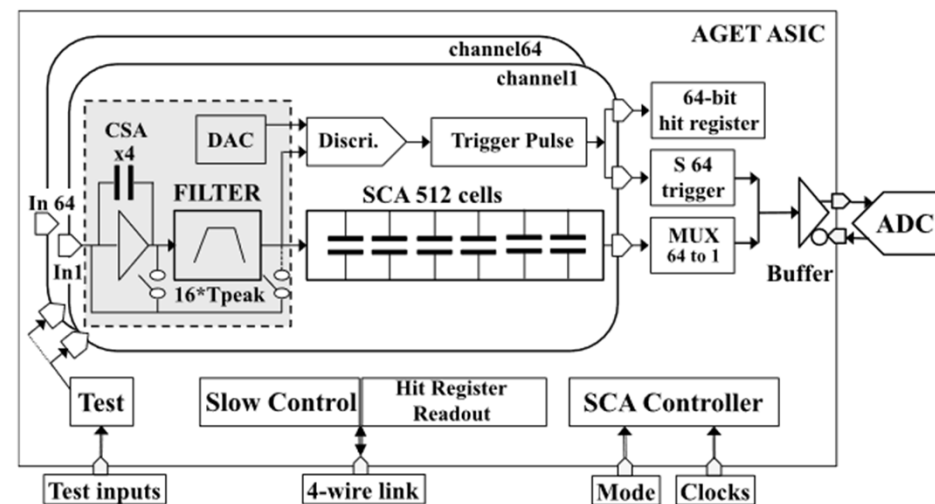 AGET ASIC
channel64
channel1
CSA
x4
DAC
Discri.
Trigger Pulse
64-bit
hit register
FILTER
SCA 512 cells
S 64
trigger
In 64
In1
16*Tpeak
MUX
64 to 1
Buffer
ADC
Test
Slow Control
Hit Register
Readout
SCA Controller
Test inputs
4-wire link
Mode
Clocks